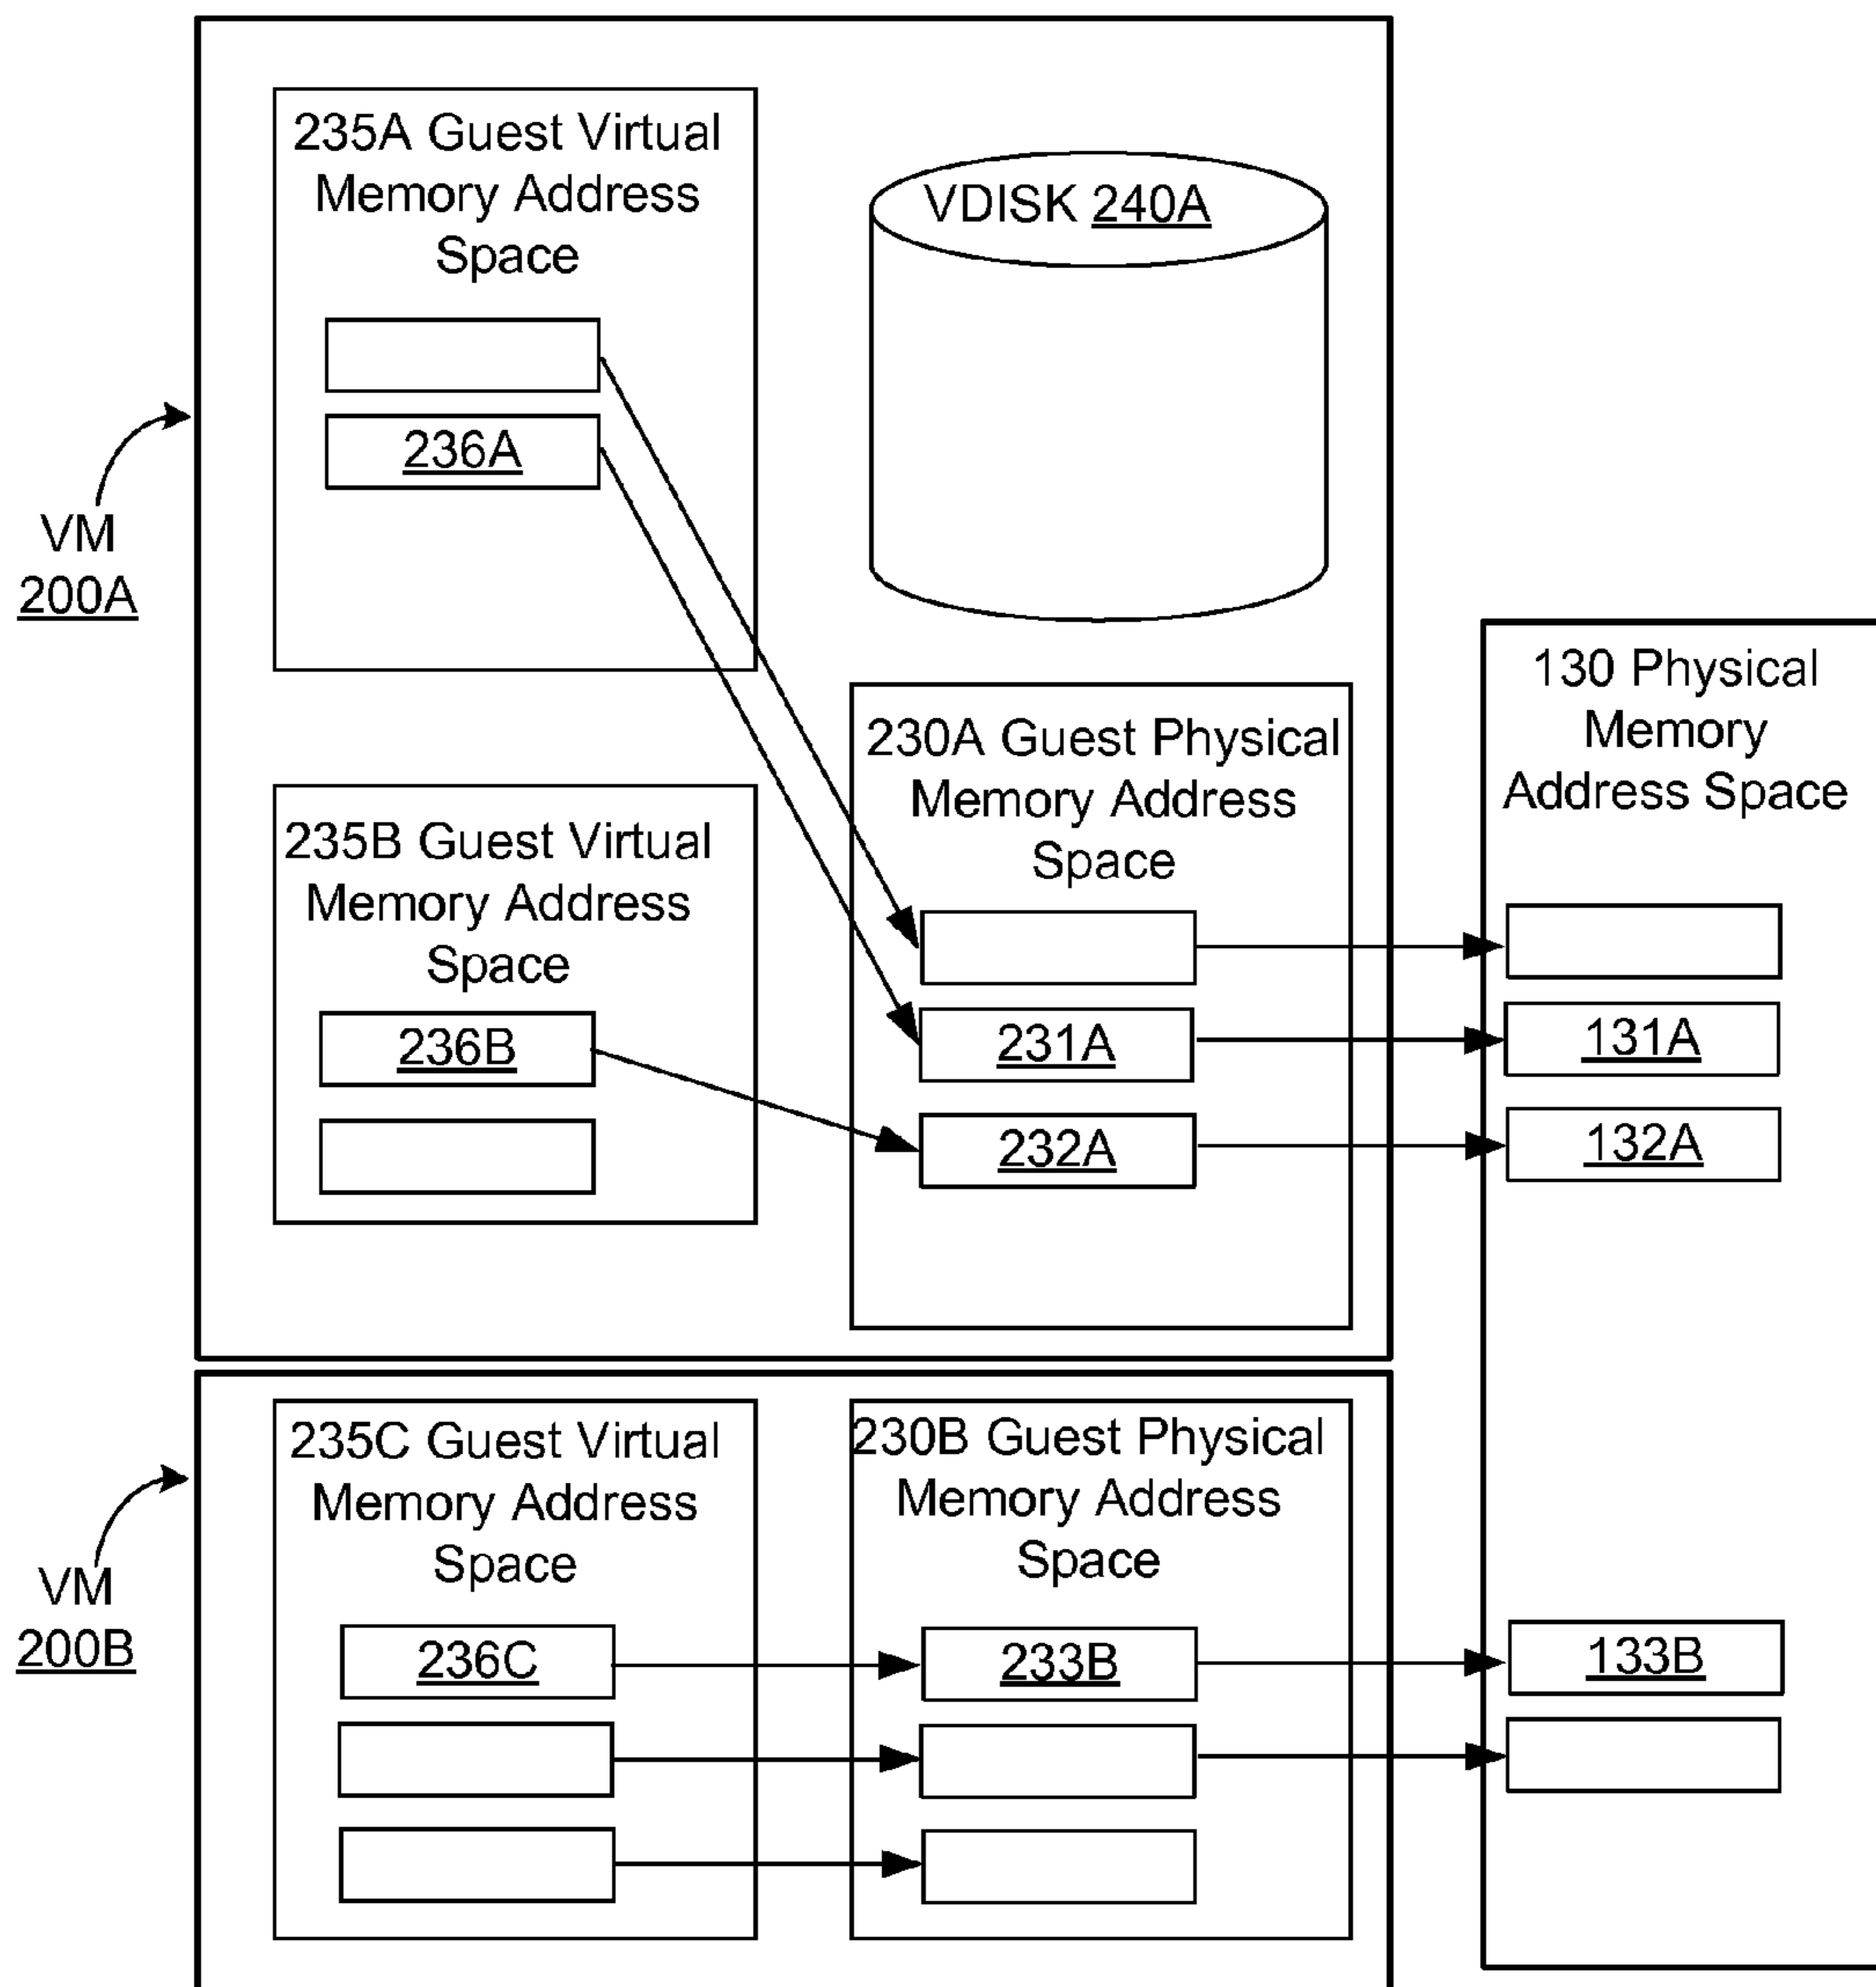 235A Guest Virtual
Memory Address
Space
236A
VDISK 240A
VM
200A
235B Guest Virtual
Memory Address
Space
236B
230A Guest Physical
Memory Address
Space
231A
232A
130 Physical
Memory
Address Space
131A
132A
235C Guest Virtual
Memory Address
Space
236C
230B Guest Physical
Memory Address
Space
233B
VM
200B
133B